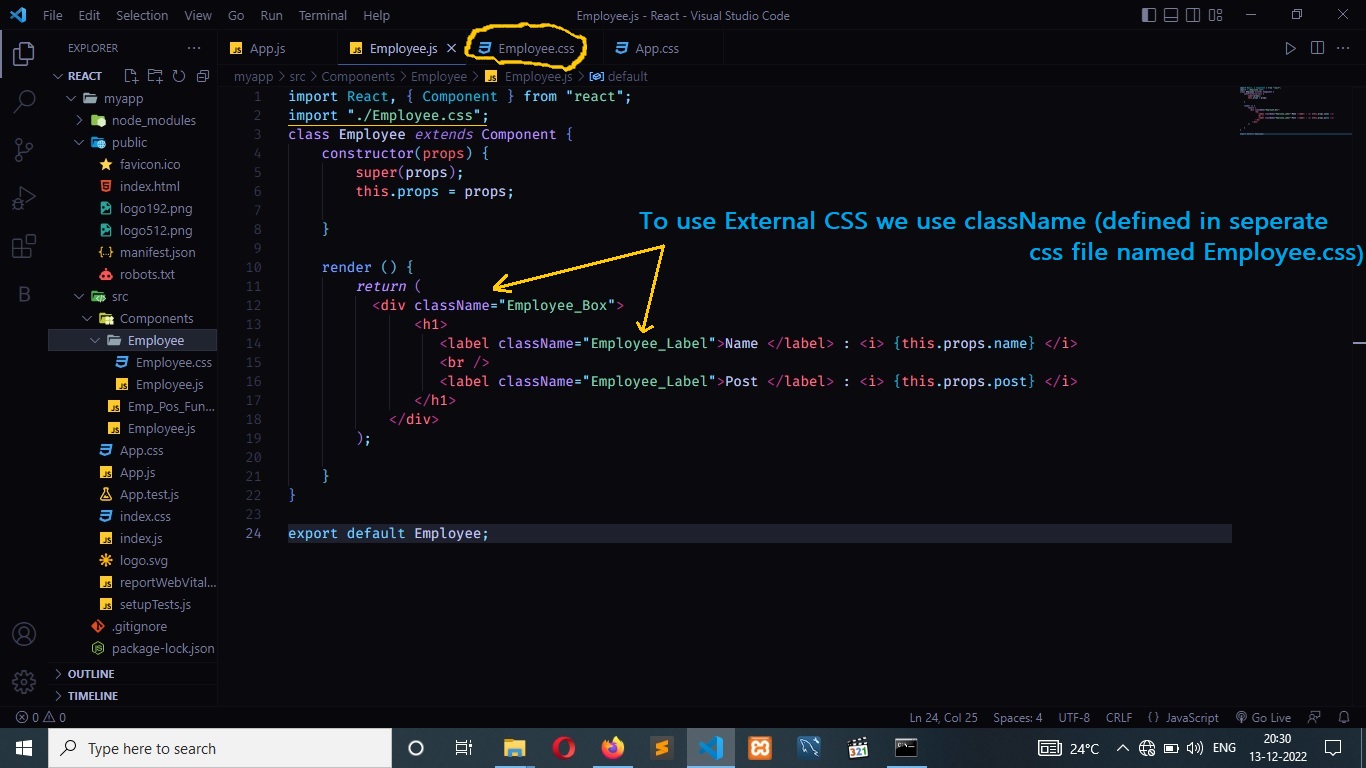 File Edit Selection View Go Run Terminal Help Employee.js - React - Visual Studio Code
EXPLORER ... App.js Employee.js Employee.css App.css
REACT
myapp > src > Components > Employee > Employee.js > default
myapp
node_modules
public
favicon.ico
index.html
logo192.png
logo512.png
manifest.json
robots.txt
src
Components
Employee
Employee.css
Employee.js
Emp_Pos_Fun...
Employee.js
App.css
App.js
App.test.js
index.css
index.js
logo.svg
reportWebVital...
setupTests.js
.gitignore
package-lock.json
OUTLINE
TIMELINE
1 import React, { Component } from "react";
2 import "./Employee.css";
3 class Employee extends Component {
4 constructor(props) {
5 super(props);
6 this.props = props;
7
8 }
9
10 render () {
11 return (
12 <div className="Employee_Box">
13 <h1>
14 <label className="Employee_Label">Name </label> : <i> {this.props.name} </i>
15 <br />
16 <label className="Employee_Label">Post </label> : <i> {this.props.post} </i>
17 </h1>
18 </div>
19 );
20
21 }
22 }
23
24 export default Employee;
To use External CSS we use className (defined in seperate
css file named Employee.css)
0 0 Ln 24, Col 25 Spaces: 4 UTF-8 CRLF {} JavaScript Go Live
Type here to search 321 24°C ENG 20:30
13-12-2022